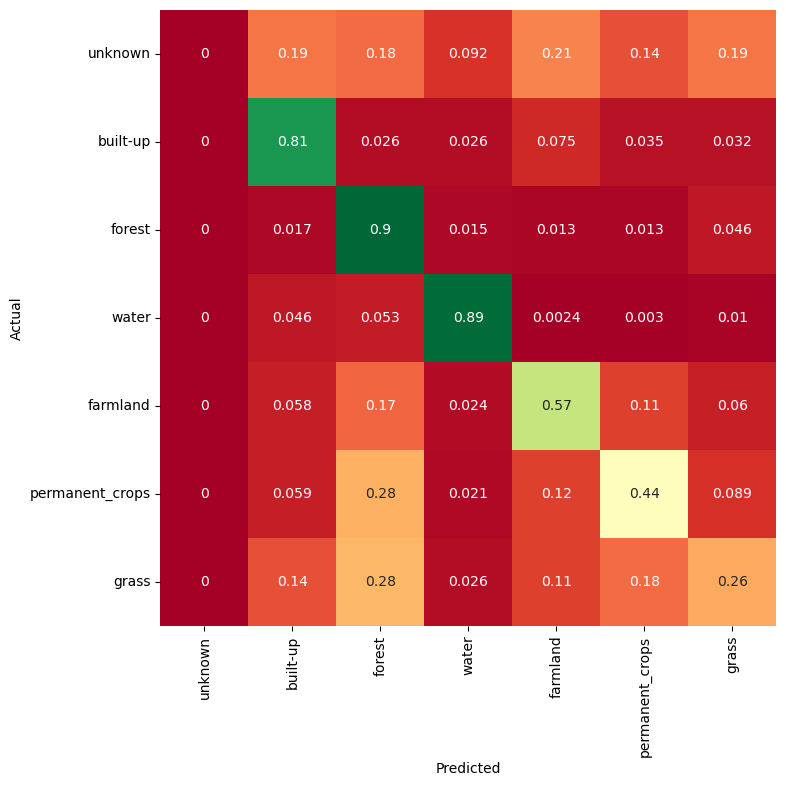 unknown 0 0.19 0.18 0.092 0.21 0.14 0.19
built-up 0 0.81 0.026 0.026 0.075 0.035 0.032
forest 0 0.017 0.9 0.015 0.013 0.013 0.046
Actual
water 0 0.046 0.053 0.89 0.0024 0.003 0.01
farmland 0 0.058 0.17 0.024 0.57 0.11 0.06
permanent_crops 0 0.059 0.28 0.021 0.12 0.44 0.089
grass 0 0.14 0.28 0.026 0.11 0.18 0.26
unknown built-up forest water farmland permanent_crops grass
Predicted